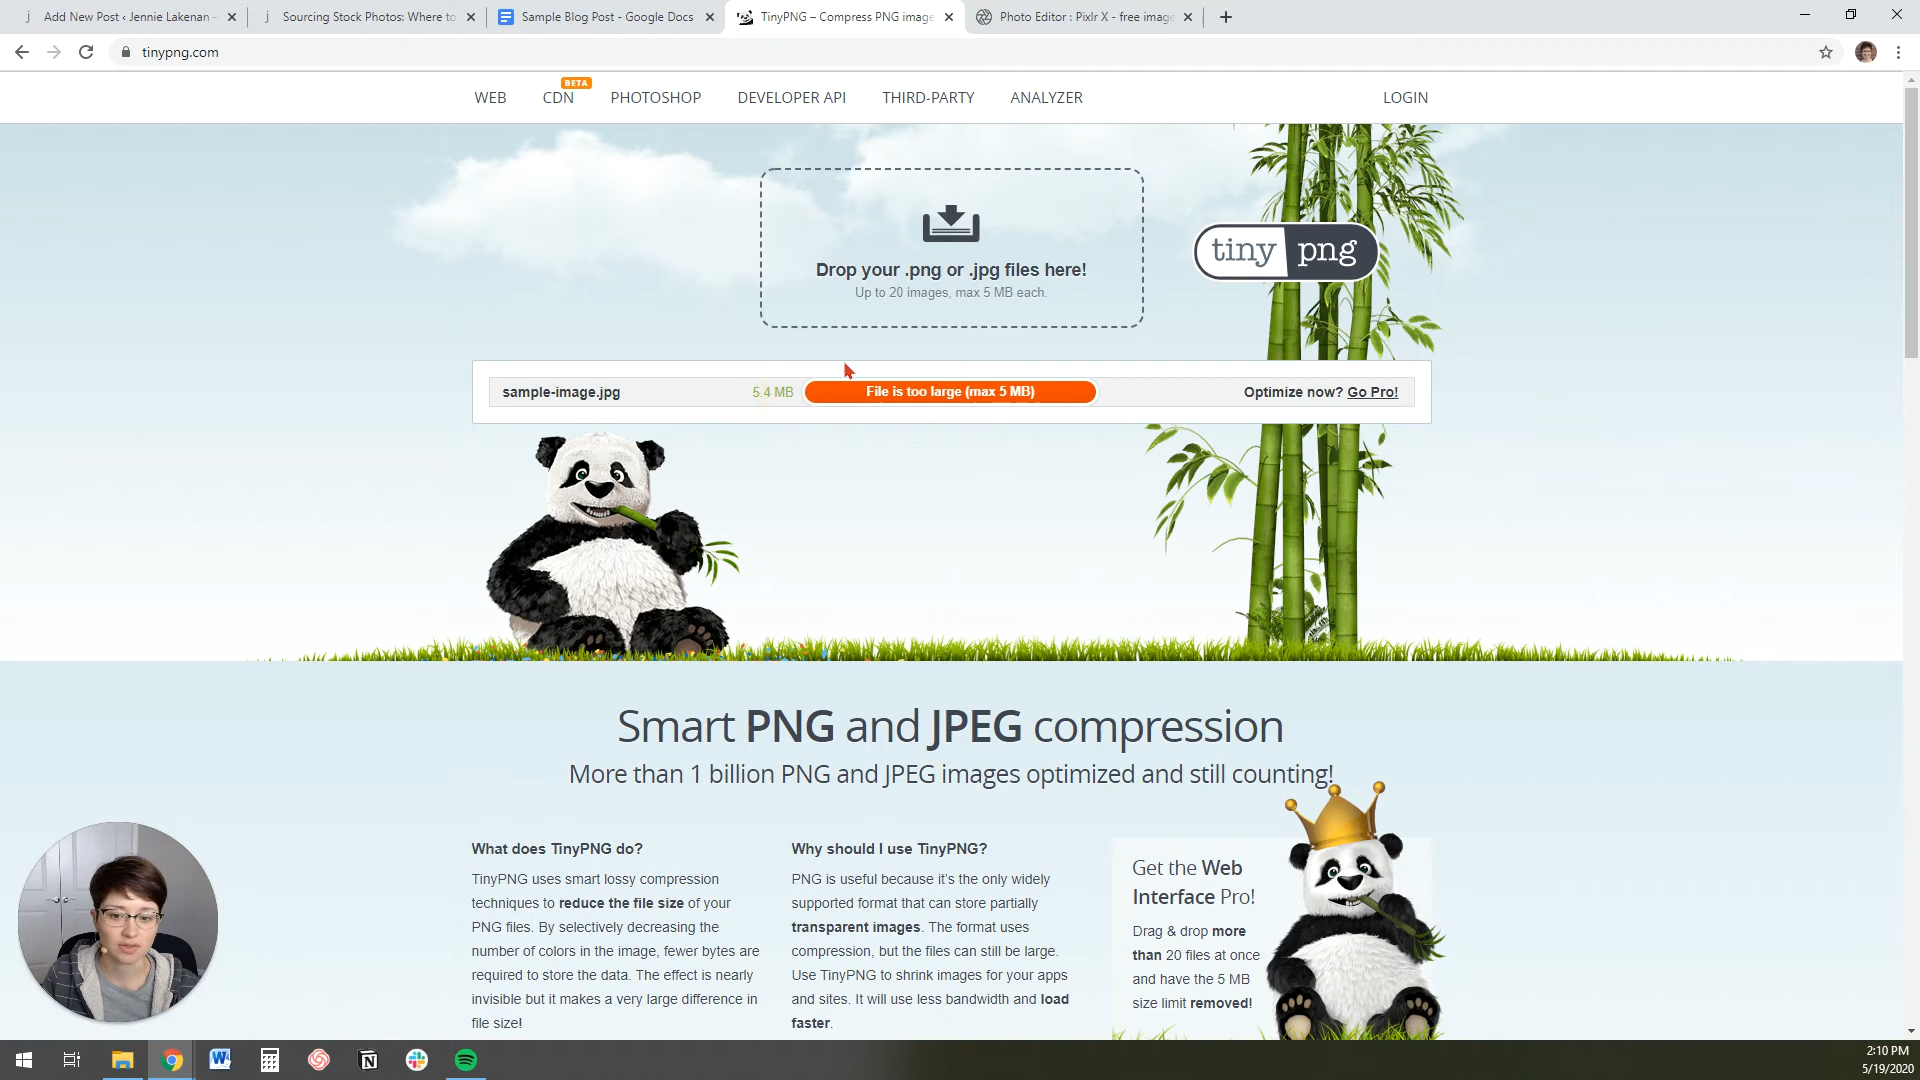 Add New Post ‹ Jennie Lakenan -
Sourcing Stock Photos: Where to
Sample Blog Post - Google Docs
TinyPNG – Compress PNG image
Photo Editor : Pixlr X - free image
tinypng.com
WEB
CDN
BETA
PHOTOSHOP
DEVELOPER API
THIRD-PARTY
ANALYZER
LOGIN
Drop your .png or .jpg files here!
Up to 20 images, max 5 MB each.
tiny png
sample-image.jpg
5.4 MB
File is too large (max 5 MB)
Optimize now? Go Pro!
Smart PNG and JPEG compression
More than 1 billion PNG and JPEG images optimized and still counting!
What does TinyPNG do?
TinyPNG uses smart lossy compression
techniques to reduce the file size of your
PNG files. By selectively decreasing the
number of colors in the image, fewer bytes are
required to store the data. The effect is nearly
invisible but it makes a very large difference in
file size!
Why should I use TinyPNG?
PNG is useful because it's the only widely
supported format that can store partially
transparent images. The format uses
compression, but the files can still be large.
Use TinyPNG to shrink images for your apps
and sites. It will use less bandwidth and load
faster.
Get the Web
Interface Pro!
Drag & drop more
than 20 files at once
and have the 5 MB
size limit removed!
2:10 PM
5/19/2020